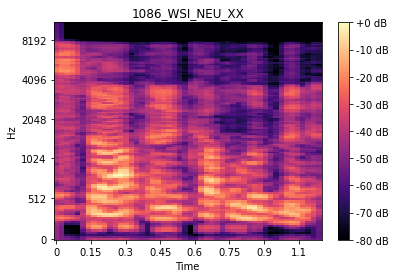 1086_WSI_NEU_XX
+0 dB
8192
-10 dB
4096
-20 dB
-30 dB
2048
Hz
-40 dB
1024
-50 dB
512
-60 dB
-70 dB
0
-80 dB
0 0.15 0.3 0.45 0.6 0.75 0.9 1.1
Time